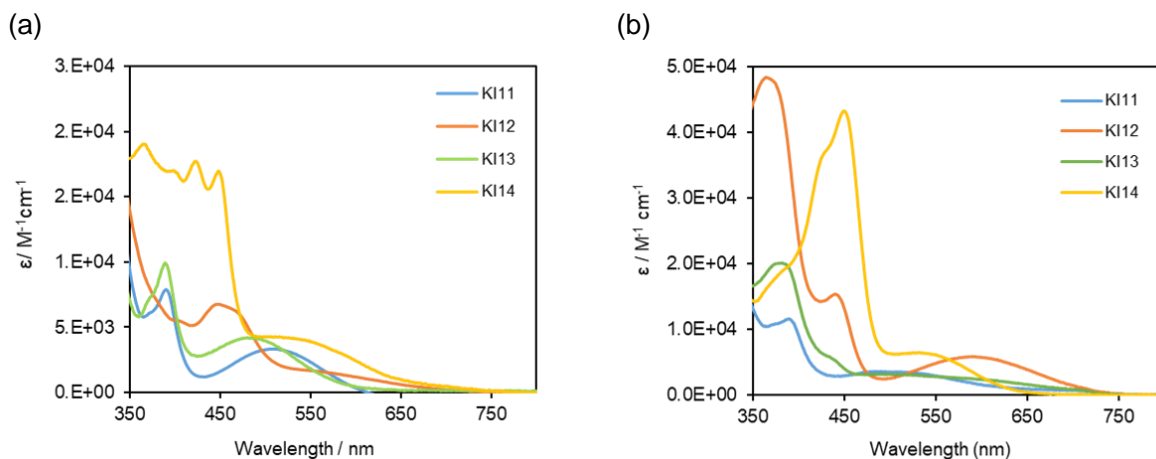 (a)
(b)
3.E+04
2.E+04
2.E+04
1.E+04
5.E+03
0.E+00
ε/ M⁻¹cm⁻¹
350 450 550 650 750
Wavelength / nm
KI11
KI12
KI13
KI14
5.0E+04
4.0E+04
3.0E+04
2.0E+04
1.0E+04
0.0E+00
ε / M⁻¹ cm⁻¹
350 450 550 650 750
Wavelength (nm)
KI11
KI12
KI13
KI14